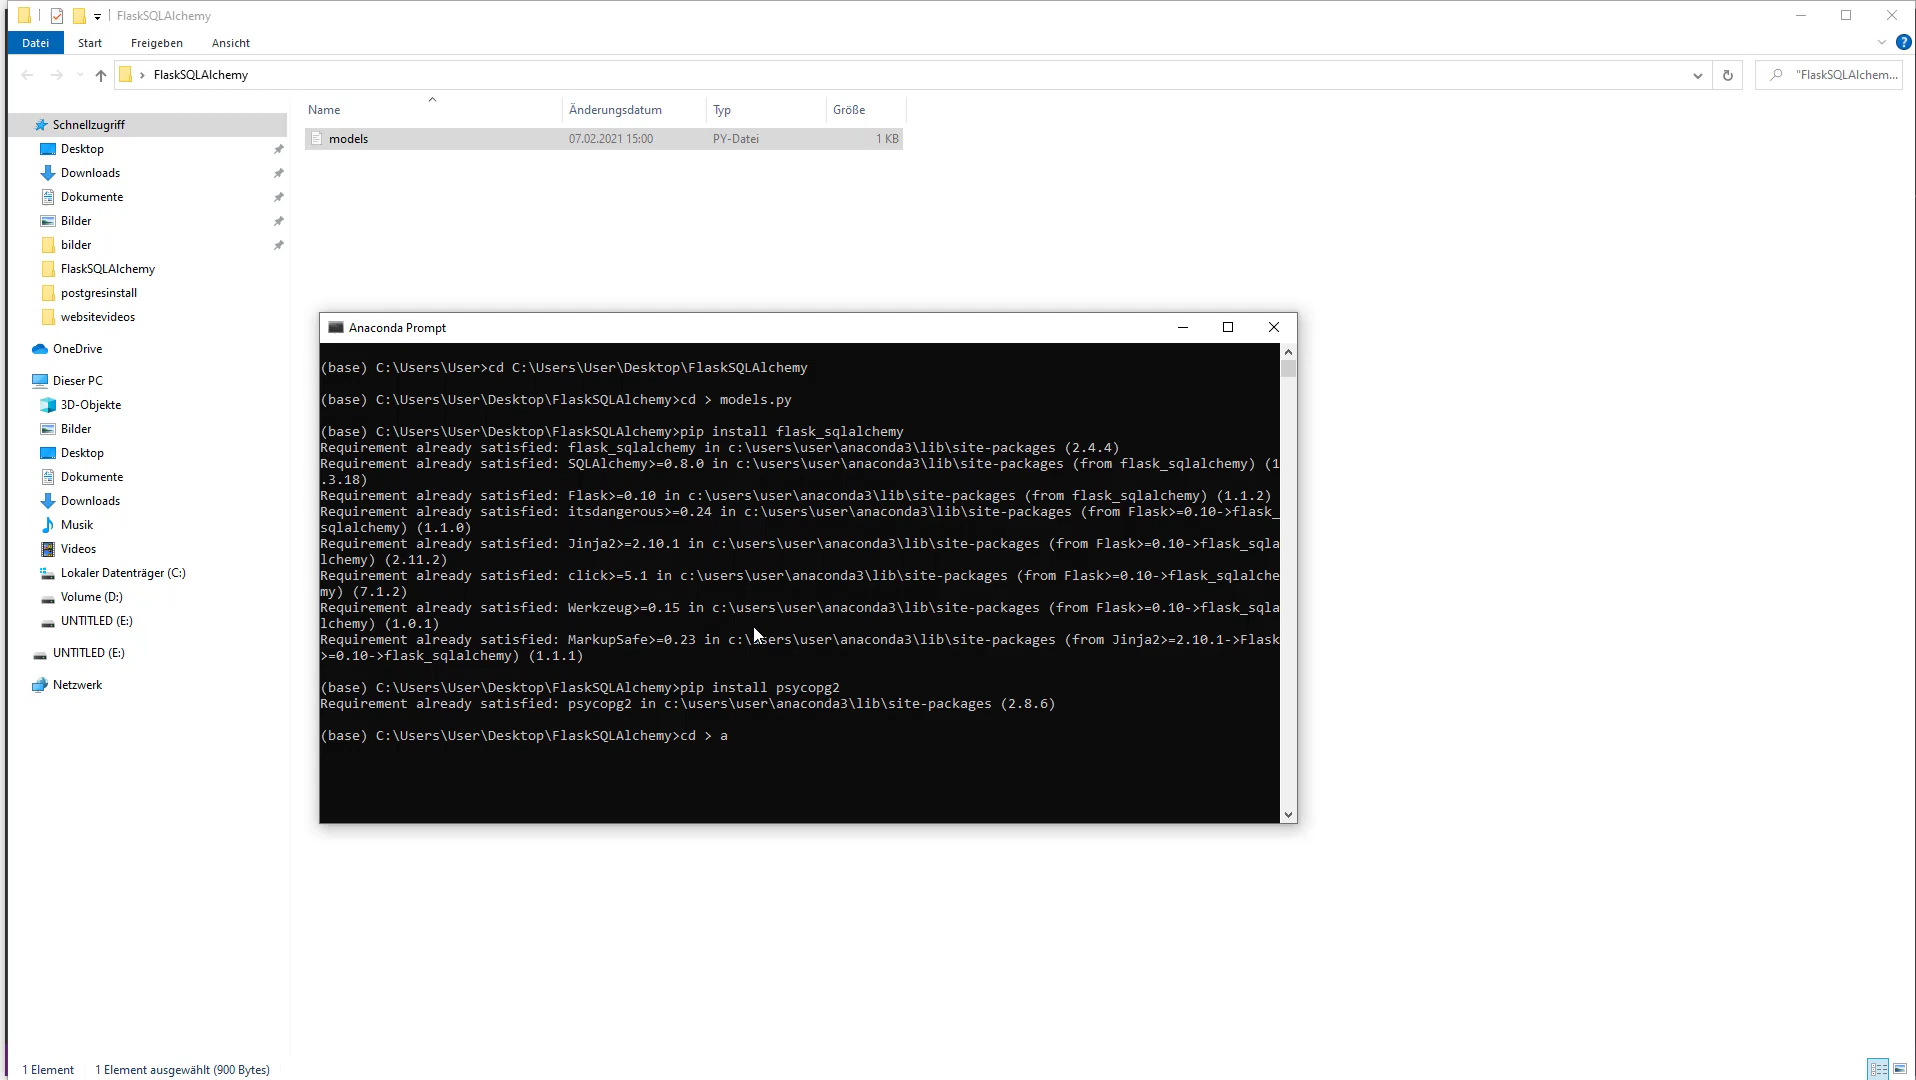 FlaskSQLAlchemy
Datei Start Freigeben Ansicht
FlaskSQLAlchemy
"FlaskSQLAlchem...
Name Änderungsdatum Typ Größe
models 07.02.2021 15:00 PY-Datei 1 KB
Schnellzugriff
Desktop
Downloads
Dokumente
Bilder
bilder
FlaskSQLAlchemy
postgresinstall
websitevideos
OneDrive
Dieser PC
3D-Objekte
Bilder
Desktop
Dokumente
Downloads
Musik
Videos
Lokaler Datenträger (C:)
Volume (D:)
UNTITLED (E:)
UNTITLED (E:)
Netzwerk
Anaconda Prompt
(base) C:\Users\User>cd C:\Users\User\Desktop\FlaskSQLAlchemy
(base) C:\Users\User\Desktop\FlaskSQLAlchemy>cd > models.py
(base) C:\Users\User\Desktop\FlaskSQLAlchemy>pip install flask_sqlalchemy
Requirement already satisfied: flask_sqlalchemy in c:\users\user\anaconda3\lib\site-packages (2.4.4)
Requirement already satisfied: SQLAlchemy>=0.8.0 in c:\users\user\anaconda3\lib\site-packages (from flask_sqlalchemy) (1
.3.18)
Requirement already satisfied: Flask>=0.10 in c:\users\user\anaconda3\lib\site-packages (from flask_sqlalchemy) (1.1.2)
Requirement already satisfied: itsdangerous>=0.24 in c:\users\user\anaconda3\lib\site-packages (from Flask>=0.10->flask_
sqlalchemy) (1.1.0)
Requirement already satisfied: Jinja2>=2.10.1 in c:\users\user\anaconda3\lib\site-packages (from Flask>=0.10->flask_sqla
lchemy) (2.11.2)
Requirement already satisfied: click>=5.1 in c:\users\user\anaconda3\lib\site-packages (from Flask>=0.10->flask_sqlalche
my) (7.1.2)
Requirement already satisfied: Werkzeug>=0.15 in c:\users\user\anaconda3\lib\site-packages (from Flask>=0.10->flask_sqla
lchemy) (1.0.1)
Requirement already satisfied: MarkupSafe>=0.23 in c:\users\user\anaconda3\lib\site-packages (from Jinja2>=2.10.1->Flask
>=0.10->flask_sqlalchemy) (1.1.1)
(base) C:\Users\User\Desktop\FlaskSQLAlchemy>pip install psycopg2
Requirement already satisfied: psycopg2 in c:\users\user\anaconda3\lib\site-packages (2.8.6)
(base) C:\Users\User\Desktop\FlaskSQLAlchemy>cd > a
1 Element 1 Element ausgewählt (900 Bytes)